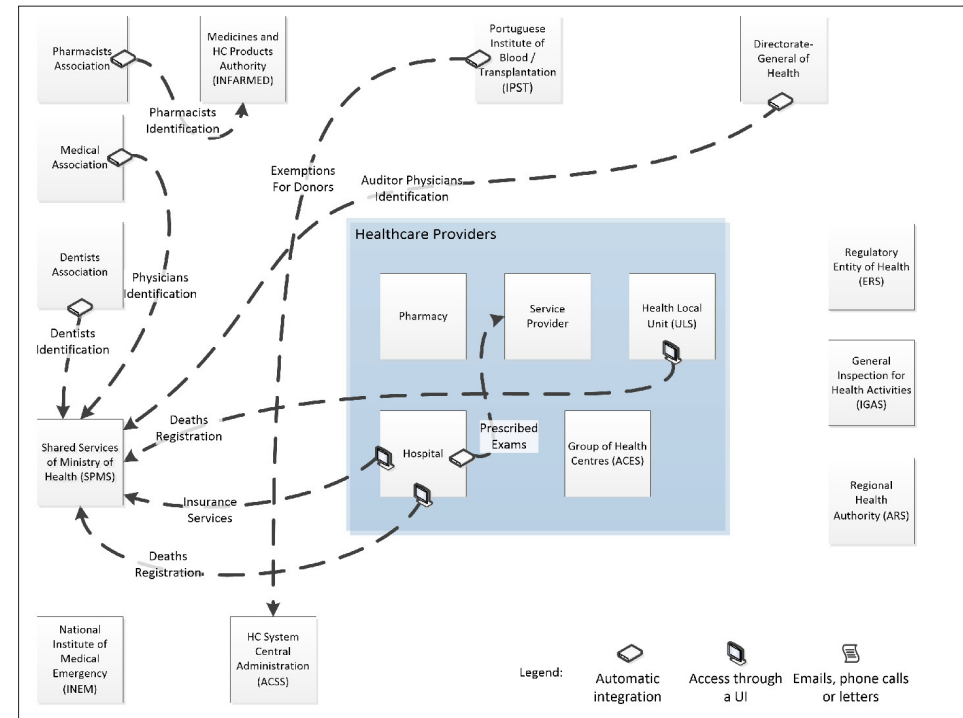 Pharmacists
Association
Medicines and
HC Products
Authority
(INFARMED)
Portuguese
Institute of
Blood /
Transplantation
(IPST)
Directorate-
General of
Health
Pharmacists
Identification
Medical
Association
Exemptions
For Donors
Auditor Physicians
Identification
Healthcare Providers
Dentists
Association
Physicians
Identification
Regulatory
Entity of Health
(ERS)
Pharmacy
Service
Provider
Health Local
Unit (ULS)
Dentists
Identification
General
Inspection for
Health Activities
(IGAS)
Deaths
Registration
Shared Services
of Ministry of
Health (SPMS)
Hospital
Prescribed
Exams
Group of Health
Centres (ACES)
Insurance
Services
Regional
Health
Authority (ARS)
Deaths
Registration
National
Institute of
Medical
Emergency
(INEM)
HC System
Central
Administration
(ACSS)
Legend:
Automatic
integration
Access through
a UI
Emails, phone calls
or letters